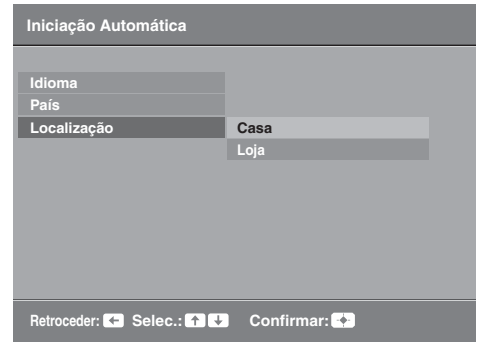 Iniciação Automática
Idioma
País
Localização Casa
Loja
Retroceder: Selec.: Confirmar: